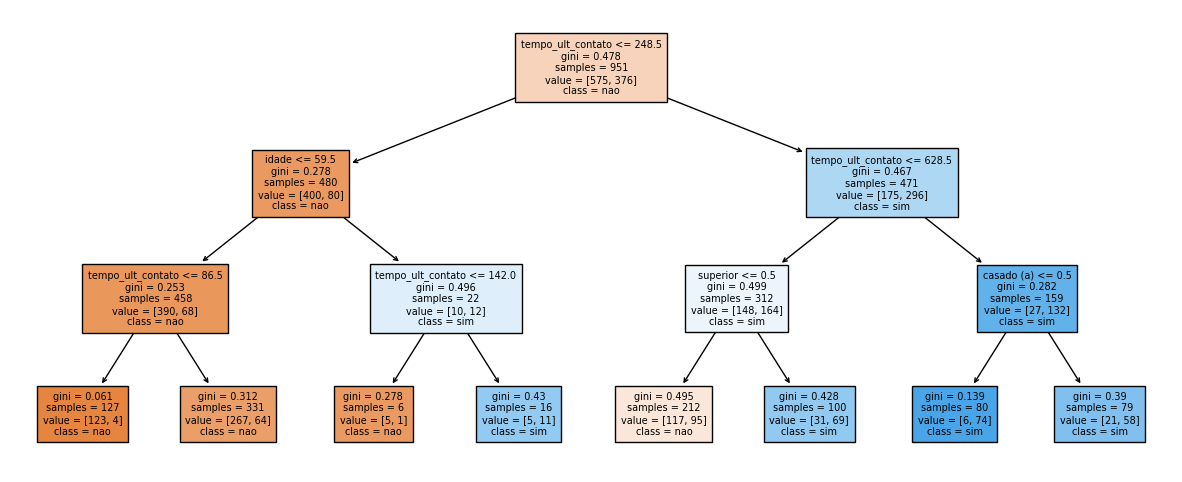 tempo_ult_contato <= 248.5
gini = 0.478
samples = 951
value = [575, 376]
class = nao
idade <= 59.5
gini = 0.278
samples = 480
value = [400, 80]
class = nao
tempo_ult_contato <= 628.5
gini = 0.467
samples = 471
value = [175, 296]
class = sim
tempo_ult_contato <= 86.5
gini = 0.253
samples = 458
value = [390, 68]
class = nao
tempo_ult_contato <= 142.0
gini = 0.496
samples = 22
value = [10, 12]
class = sim
superior <= 0.5
gini = 0.499
samples = 312
value = [148, 164]
class = sim
casado (a) <= 0.5
gini = 0.282
samples = 159
value = [27, 132]
class = sim
gini = 0.061
samples = 127
value = [123, 4]
class = nao
gini = 0.312
samples = 331
value = [267, 64]
class = nao
gini = 0.278
samples = 6
value = [5, 1]
class = nao
gini = 0.43
samples = 16
value = [5, 11]
class = sim
gini = 0.495
samples = 212
value = [117, 95]
class = nao
gini = 0.428
samples = 100
value = [31, 69]
class = sim
gini = 0.139
samples = 80
value = [6, 74]
class = sim
gini = 0.39
samples = 79
value = [21, 58]
class = sim